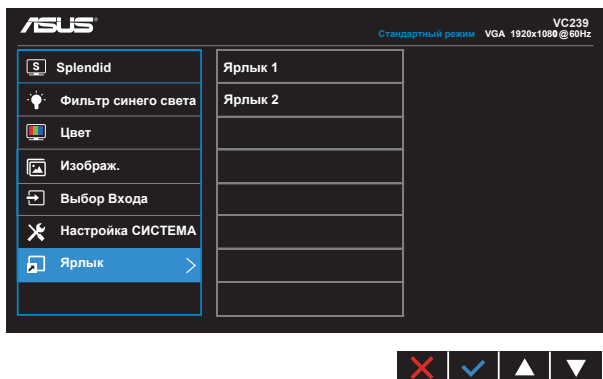 ASUS
VC239
Стандартный режим VGA 1920x1080@60Hz
S Splendid
Фильтр синего света
Цвет
Изображ.
Выбор Входа
Настройка СИСТЕМА
Ярлык
Ярлык 1
Ярлык 2